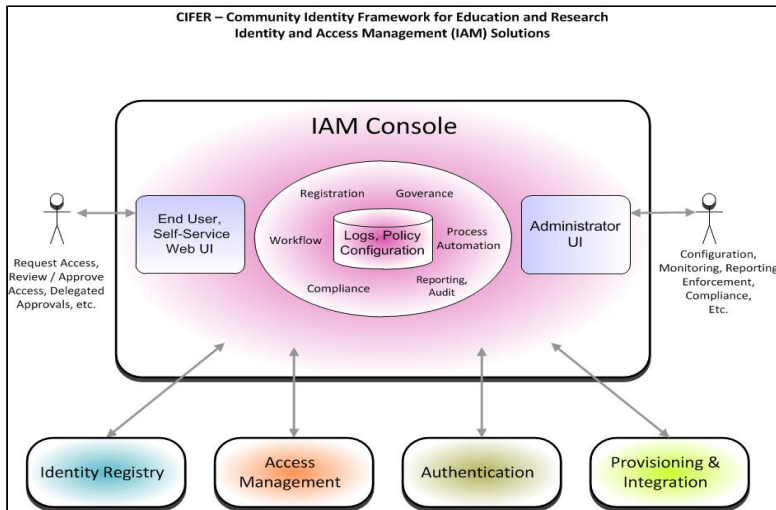 CIFER – Community Identity Framework for Education and Research
Identity and Access Management (IAM) Solutions
IAM Console
End User,
Self-Service
Web UI
Registration
Goverance
Workflow
Logs, Policy
Configuration
Process
Automation
Compliance
Reporting,
Audit
Administrator
UI
Request Access,
Review / Approve
Access, Delegated
Approvals, etc.
Configuration,
Monitoring, Reporting
Enforcement,
Compliance,
Etc.
Identity Registry
Access
Management
Authentication
Provisioning &
Integration